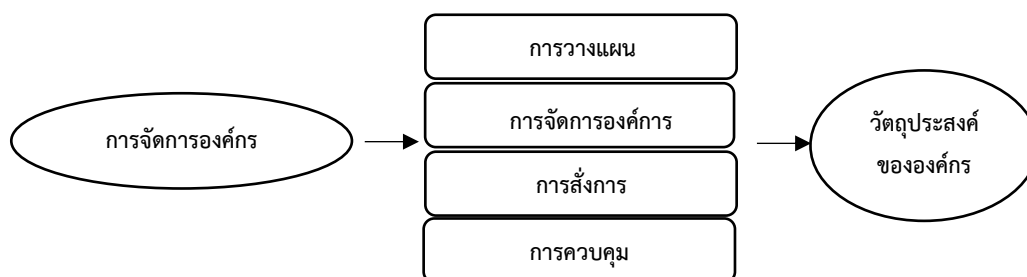 การจัดการองค์กร
การวางแผน
การจัดการองค์การ
การสั่งการ
การควบคุม
วัตถุประสงค์
ขององค์กร